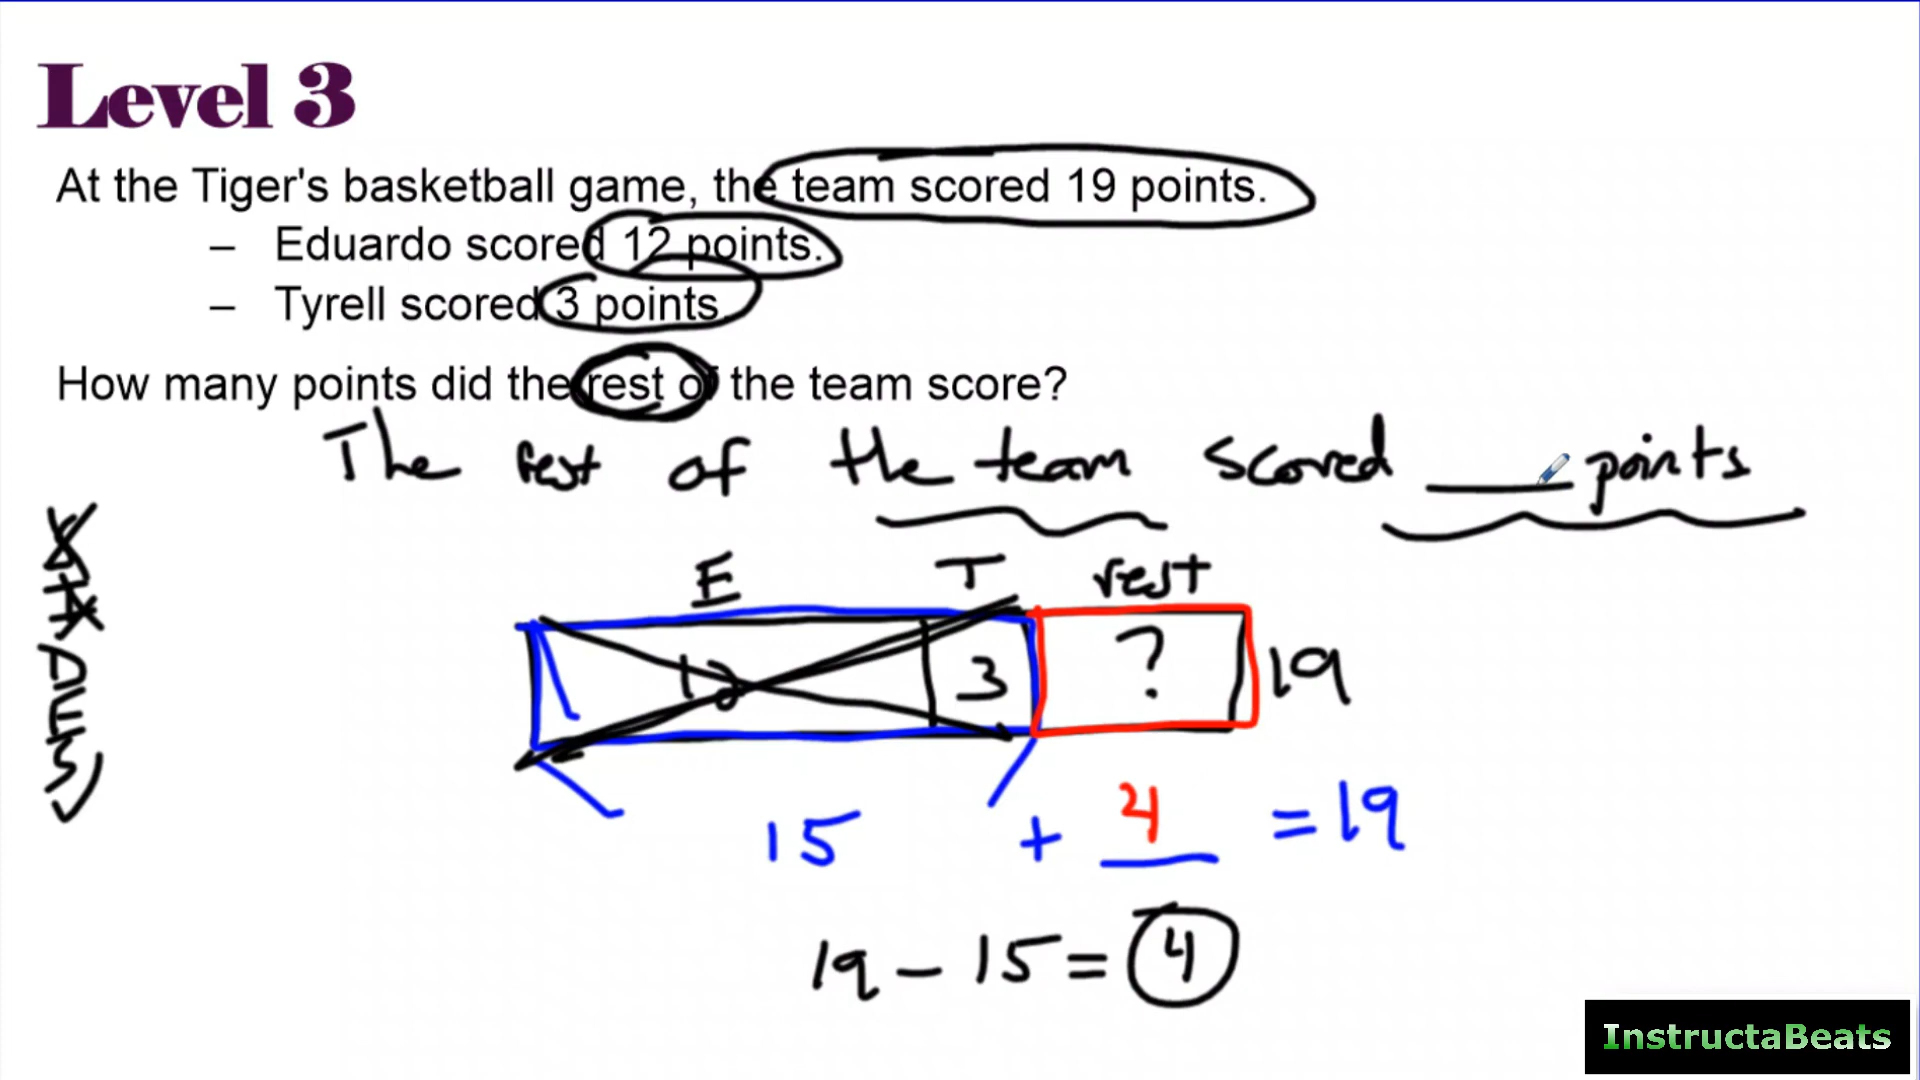 Level 3
At the Tiger's basketball game, the team scored 19 points.
– Eduardo scored 12 points.
– Tyrell scored 3 points.
How many points did the rest of the team score?
The rest of the team scored ____ points
E T rest
12 3 ? 19
15 + 4 = 19
19 - 15 = 4
InstructaBeats